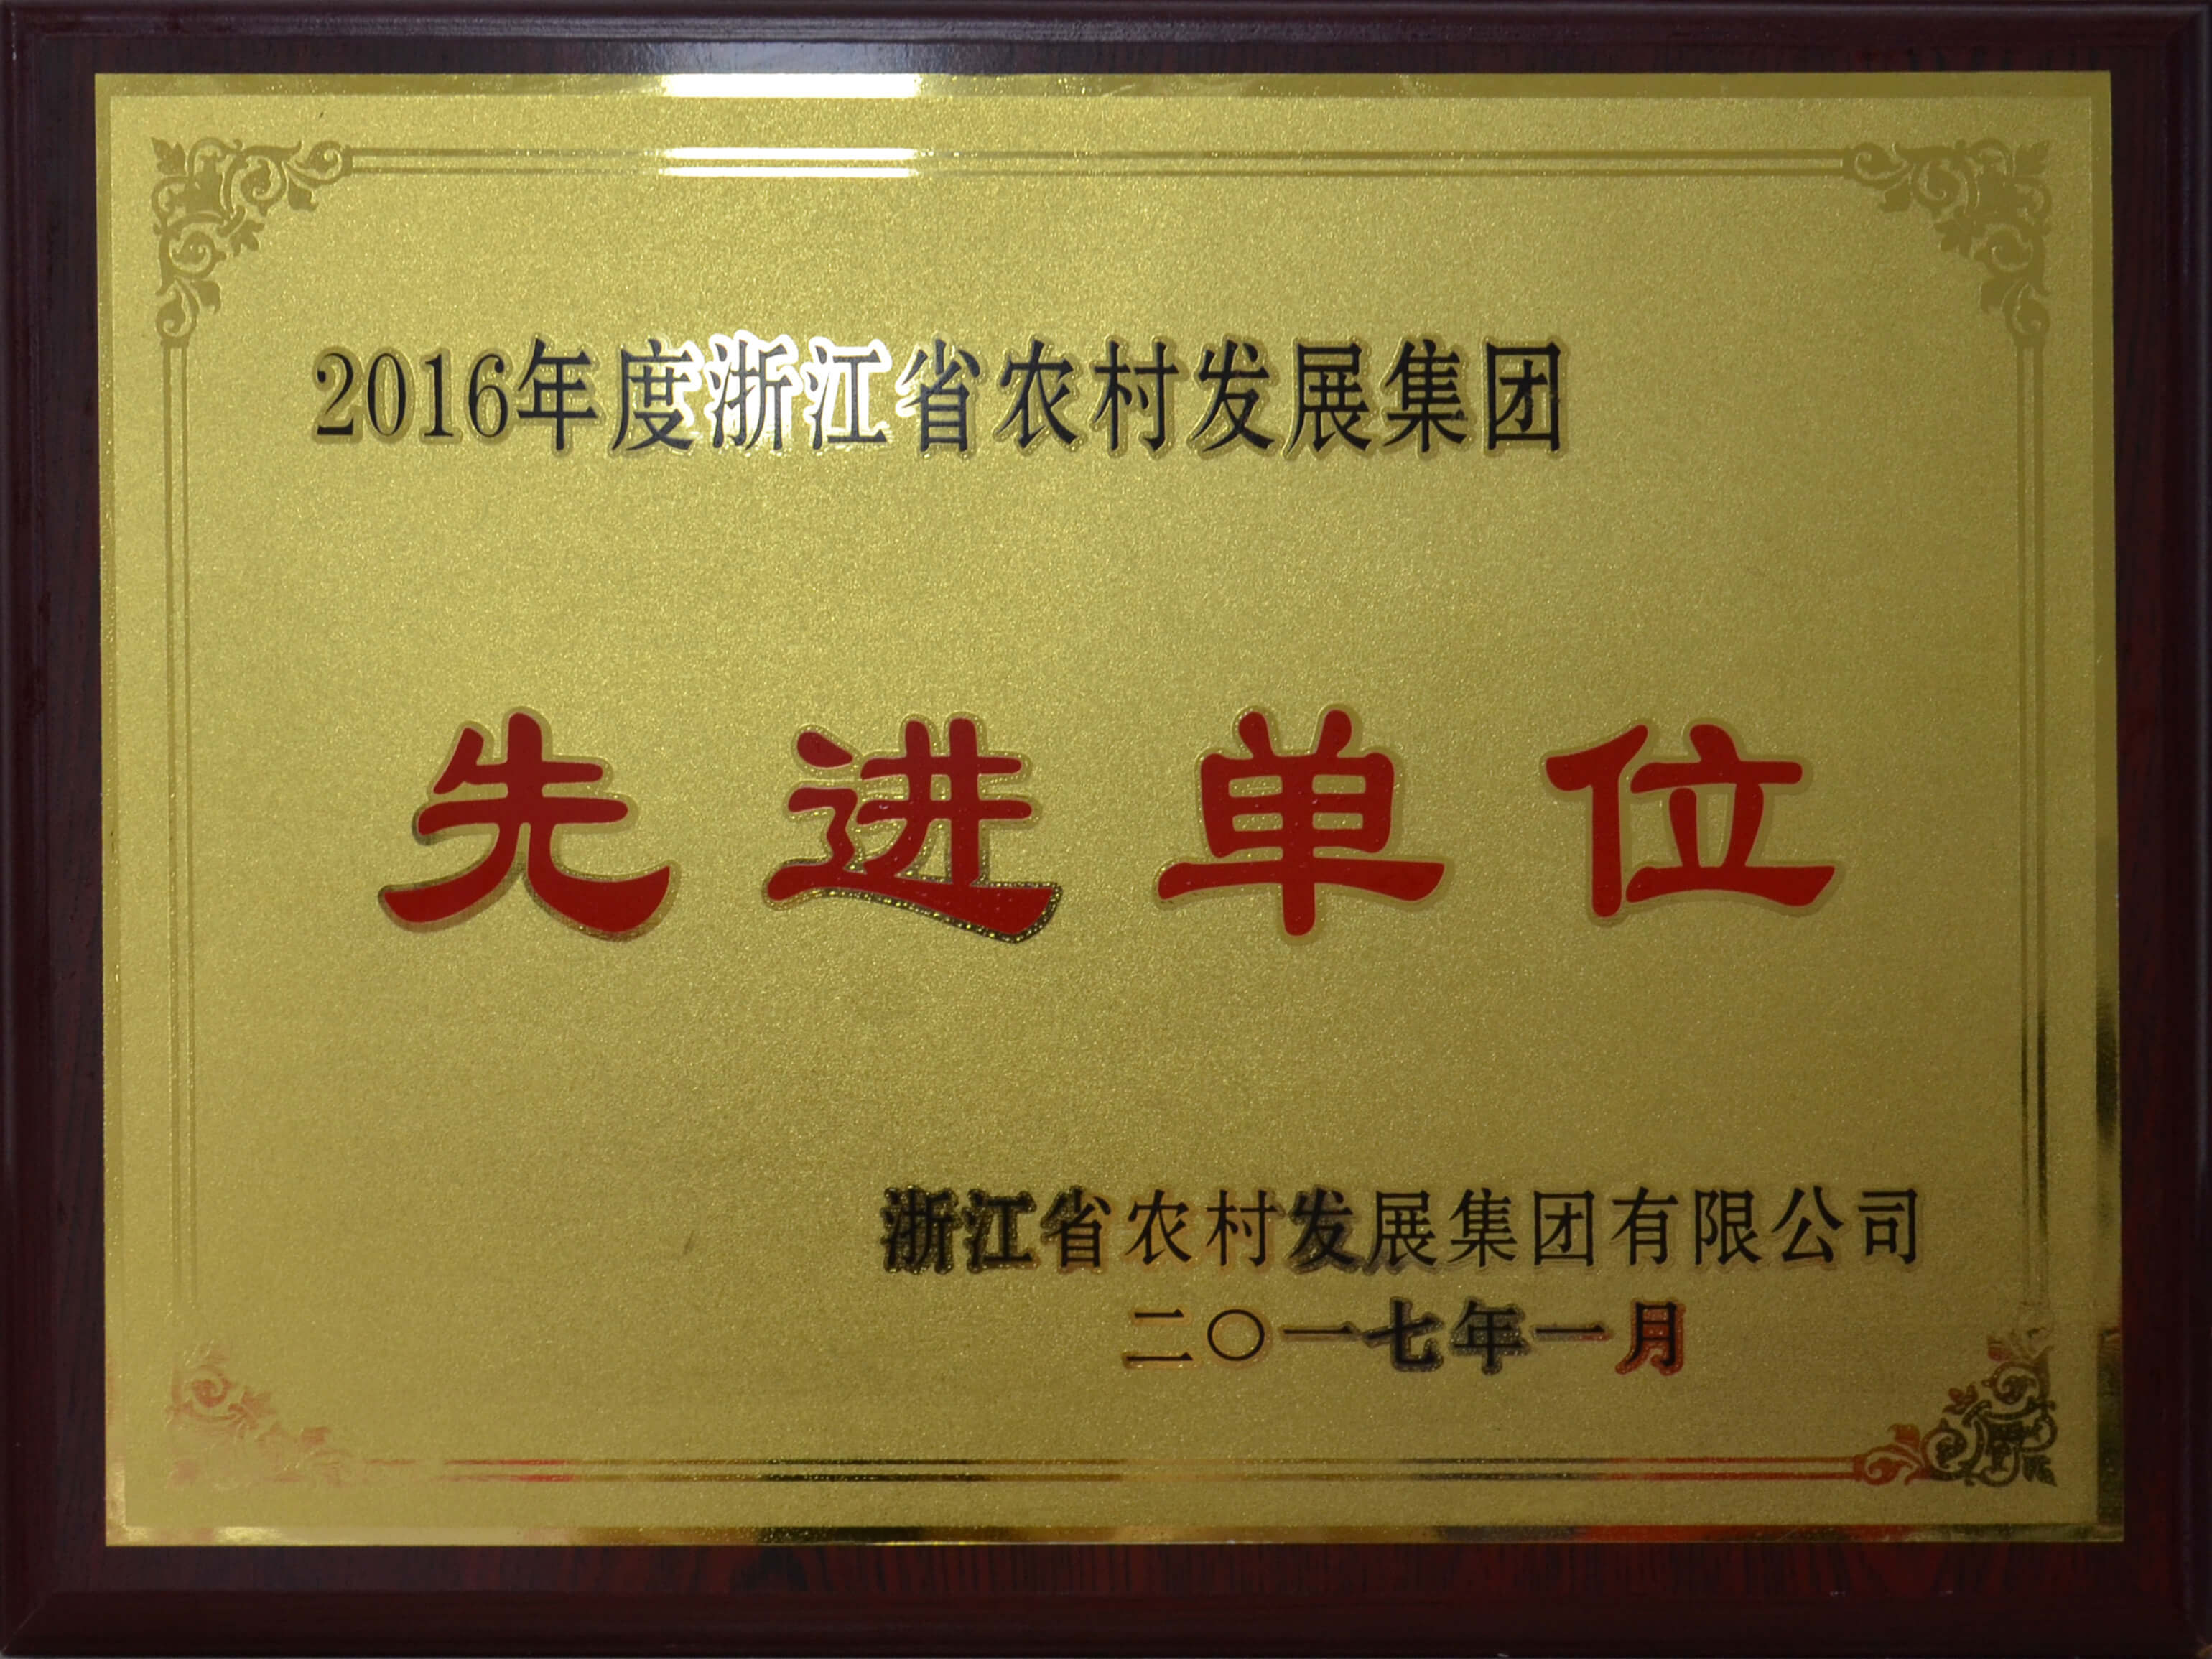 2016年度浙江省农村发展集团
先进单位
浙江省农村发展集团有限公司
二〇一七年一月